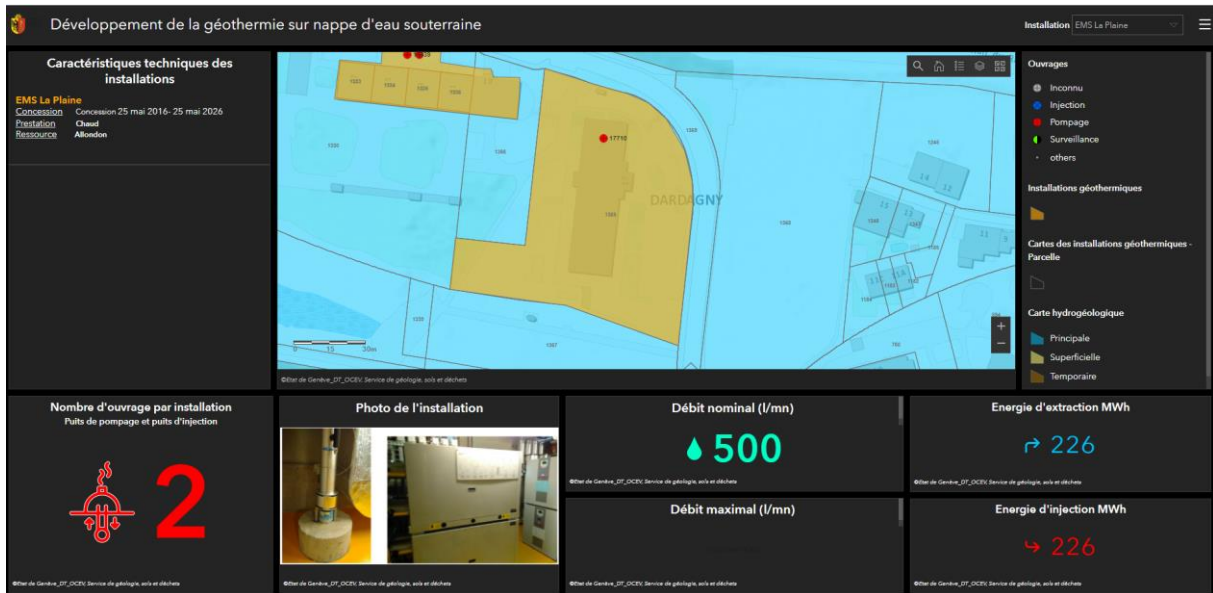 Développement de la géothermie sur nappe d'eau souterraine
Installation EMS La Plaine
Caractéristiques techniques des
installations
EMS La Plaine
Concession Concession 25 mai 2016- 25 mai 2026
Prestation Chaud
Ressource Allondon
17710
DARDAGNY
0 15 30m
+
−
©Etat de Genève_DT_OCEV, Service de géologie, sols et déchets
Ouvrages
Inconnu
Injection
Pompage
Surveillance
others
Installations géothermiques
Cartes des installations géothermiques -
Parcelle
Carte hydrogéologique
Principale
Superficielle
Temporaire
Nombre d'ouvrage par installation
Puits de pompage et puits d'injection
2
©Etat de Genève_DT_OCEV, Service de géologie, sols et déchets
Photo de l'installation
©Etat de Genève_DT_OCEV, Service de géologie, sols et déchets
Débit nominal (l/mn)
500
©Etat de Genève_DT_OCEV, Service de géologie, sols et déchets
Débit maximal (l/mn)
©Etat de Genève_DT_OCEV, Service de géologie, sols et déchets
Energie d'extraction MWh
226
©Etat de Genève_DT_OCEV, Service de géologie, sols et déchets
Energie d'injection MWh
226
©Etat de Genève_DT_OCEV, Service de géologie, sols et déchets